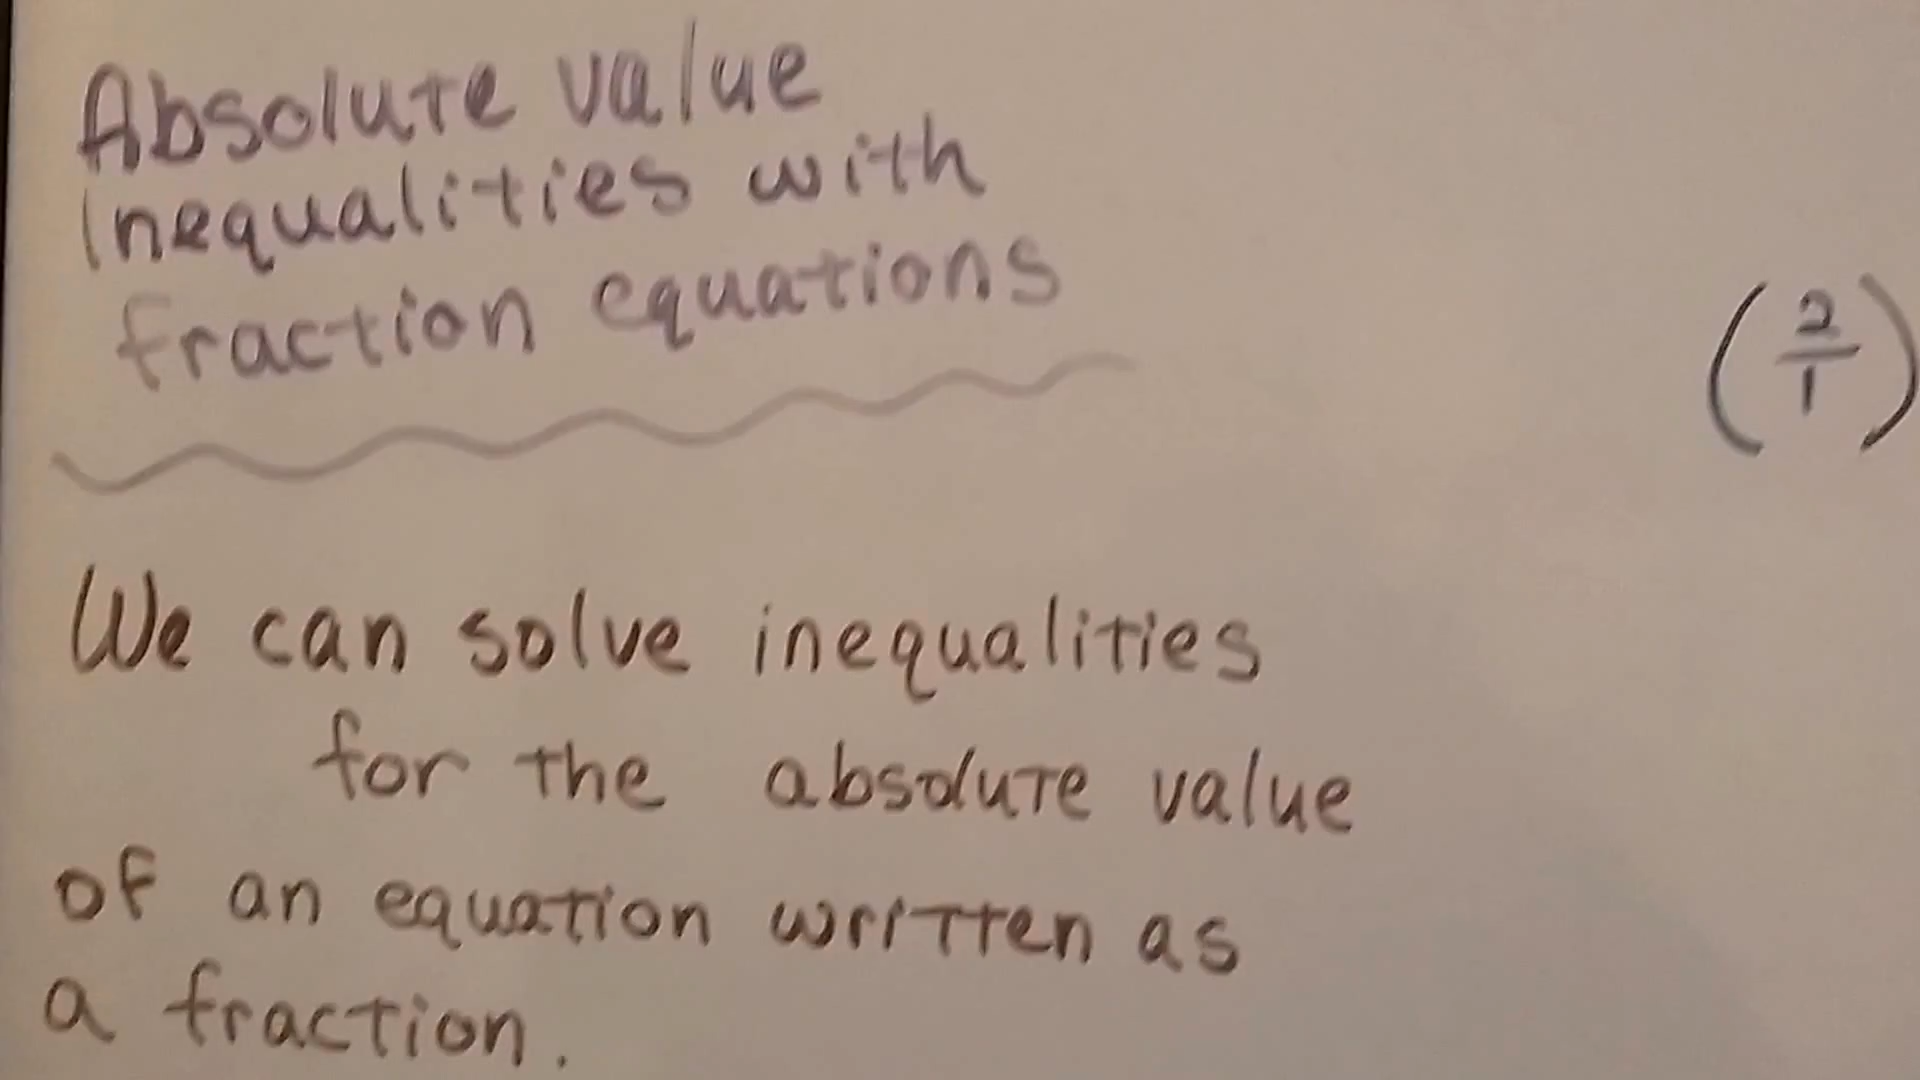 Absolute value
Inequalities with
fraction equations
(2/1)
We can solve inequalities
for the absolute value
of an equation written as
a fraction.